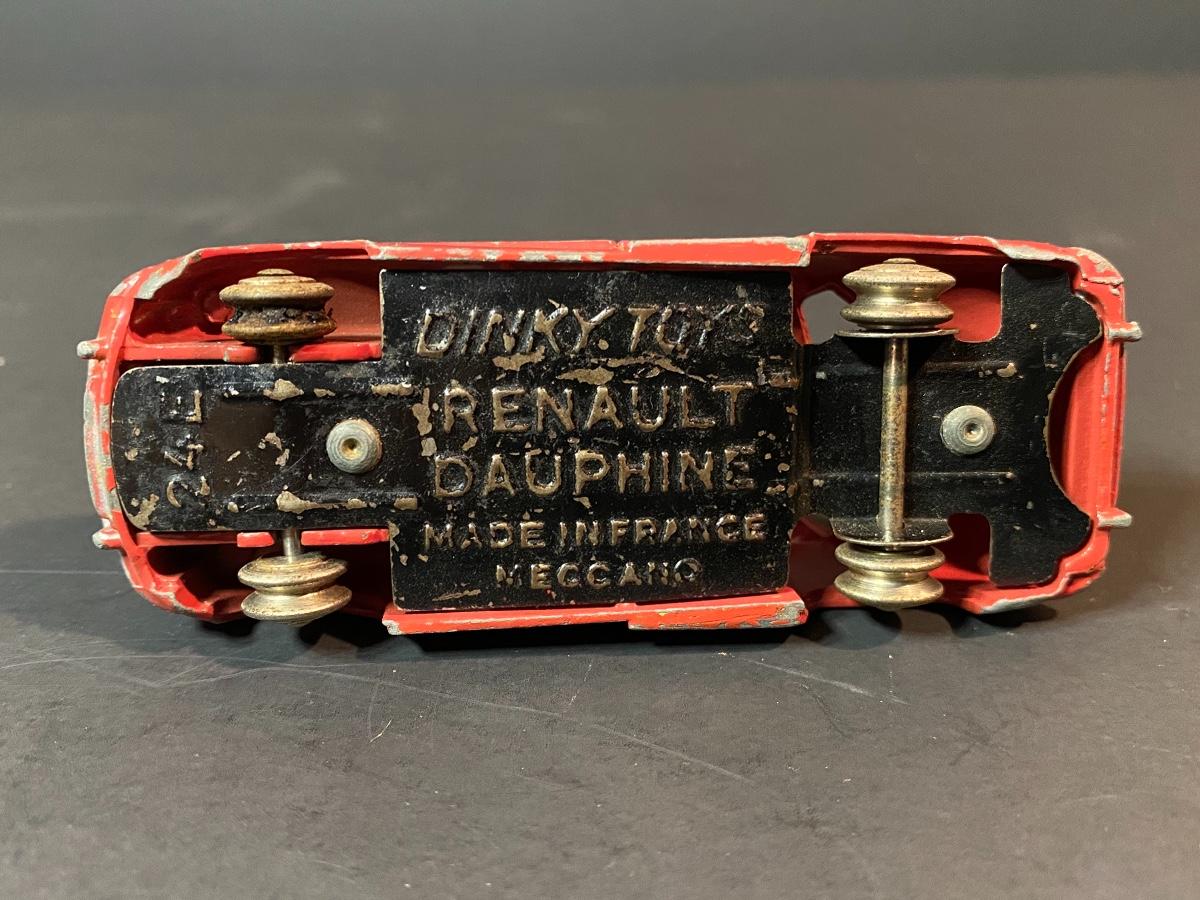 DINKY TOYS
RENAULT
DAUPHINE
MADE IN FRANCE
MECCANO
24E